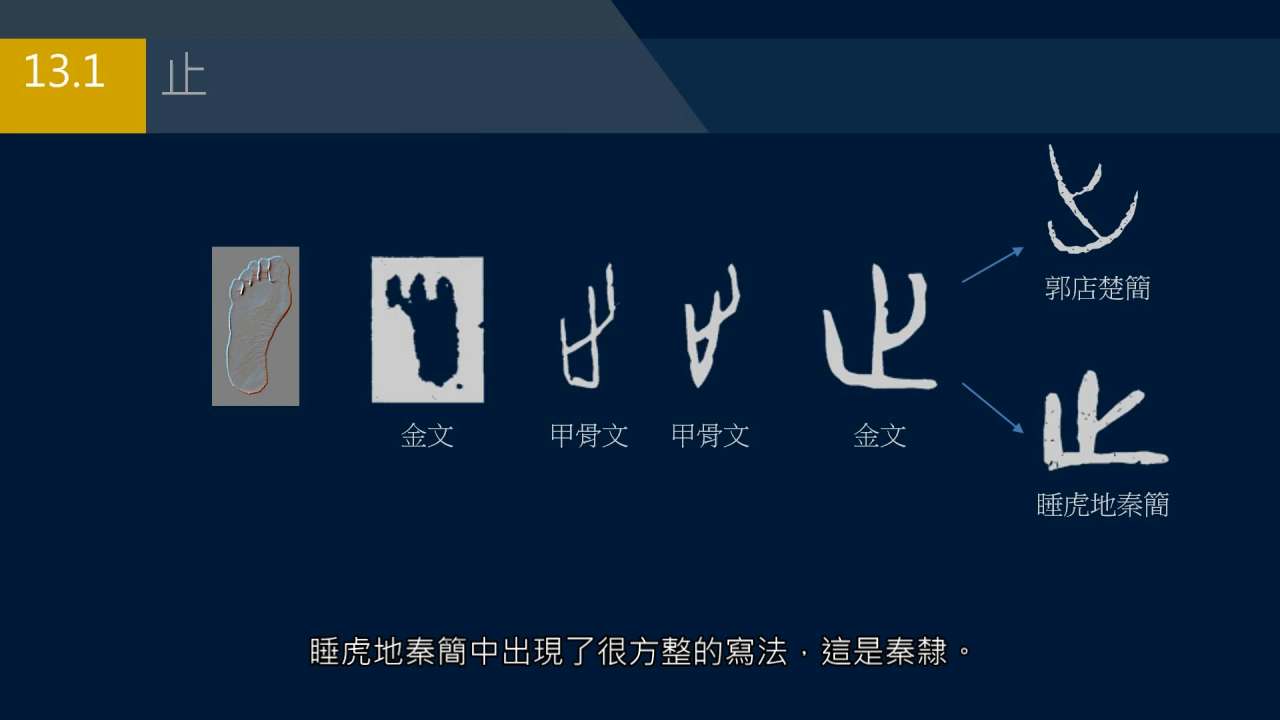 13.1 止
郭店楚簡
金文 甲骨文 甲骨文 金文
睡虎地秦簡
睡虎地秦簡中出現了很方整的寫法，這是秦隸。